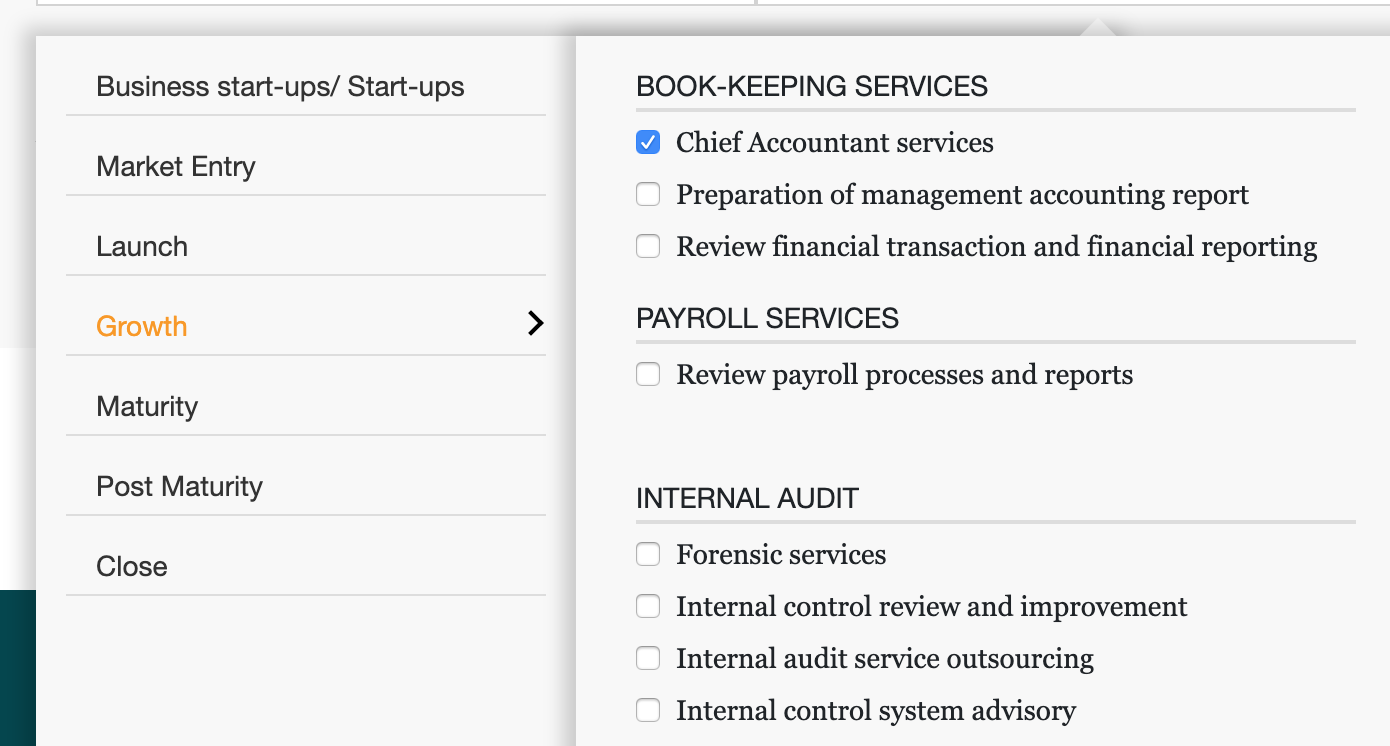 Business start-ups/ Start-ups
Market Entry
Launch
Growth
Maturity
Post Maturity
Close
BOOK-KEEPING SERVICES
Chief Accountant services
Preparation of management accounting report
Review financial transaction and financial reporting
PAYROLL SERVICES
Review payroll processes and reports
INTERNAL AUDIT
Forensic services
Internal control review and improvement
Internal audit service outsourcing
Internal control system advisory